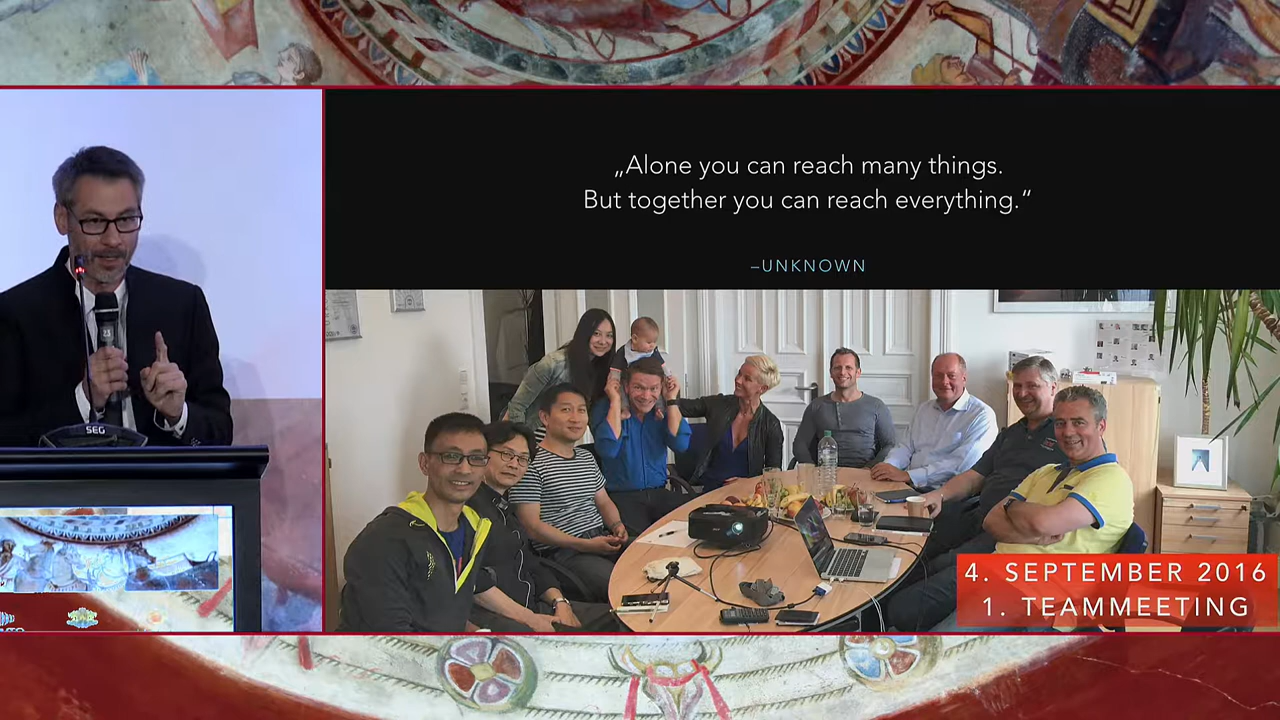 „Alone you can reach many things.
But together you can reach everything.“
–UNKNOWN
4. SEPTEMBER 2016
1. TEAMMEETING
SEG